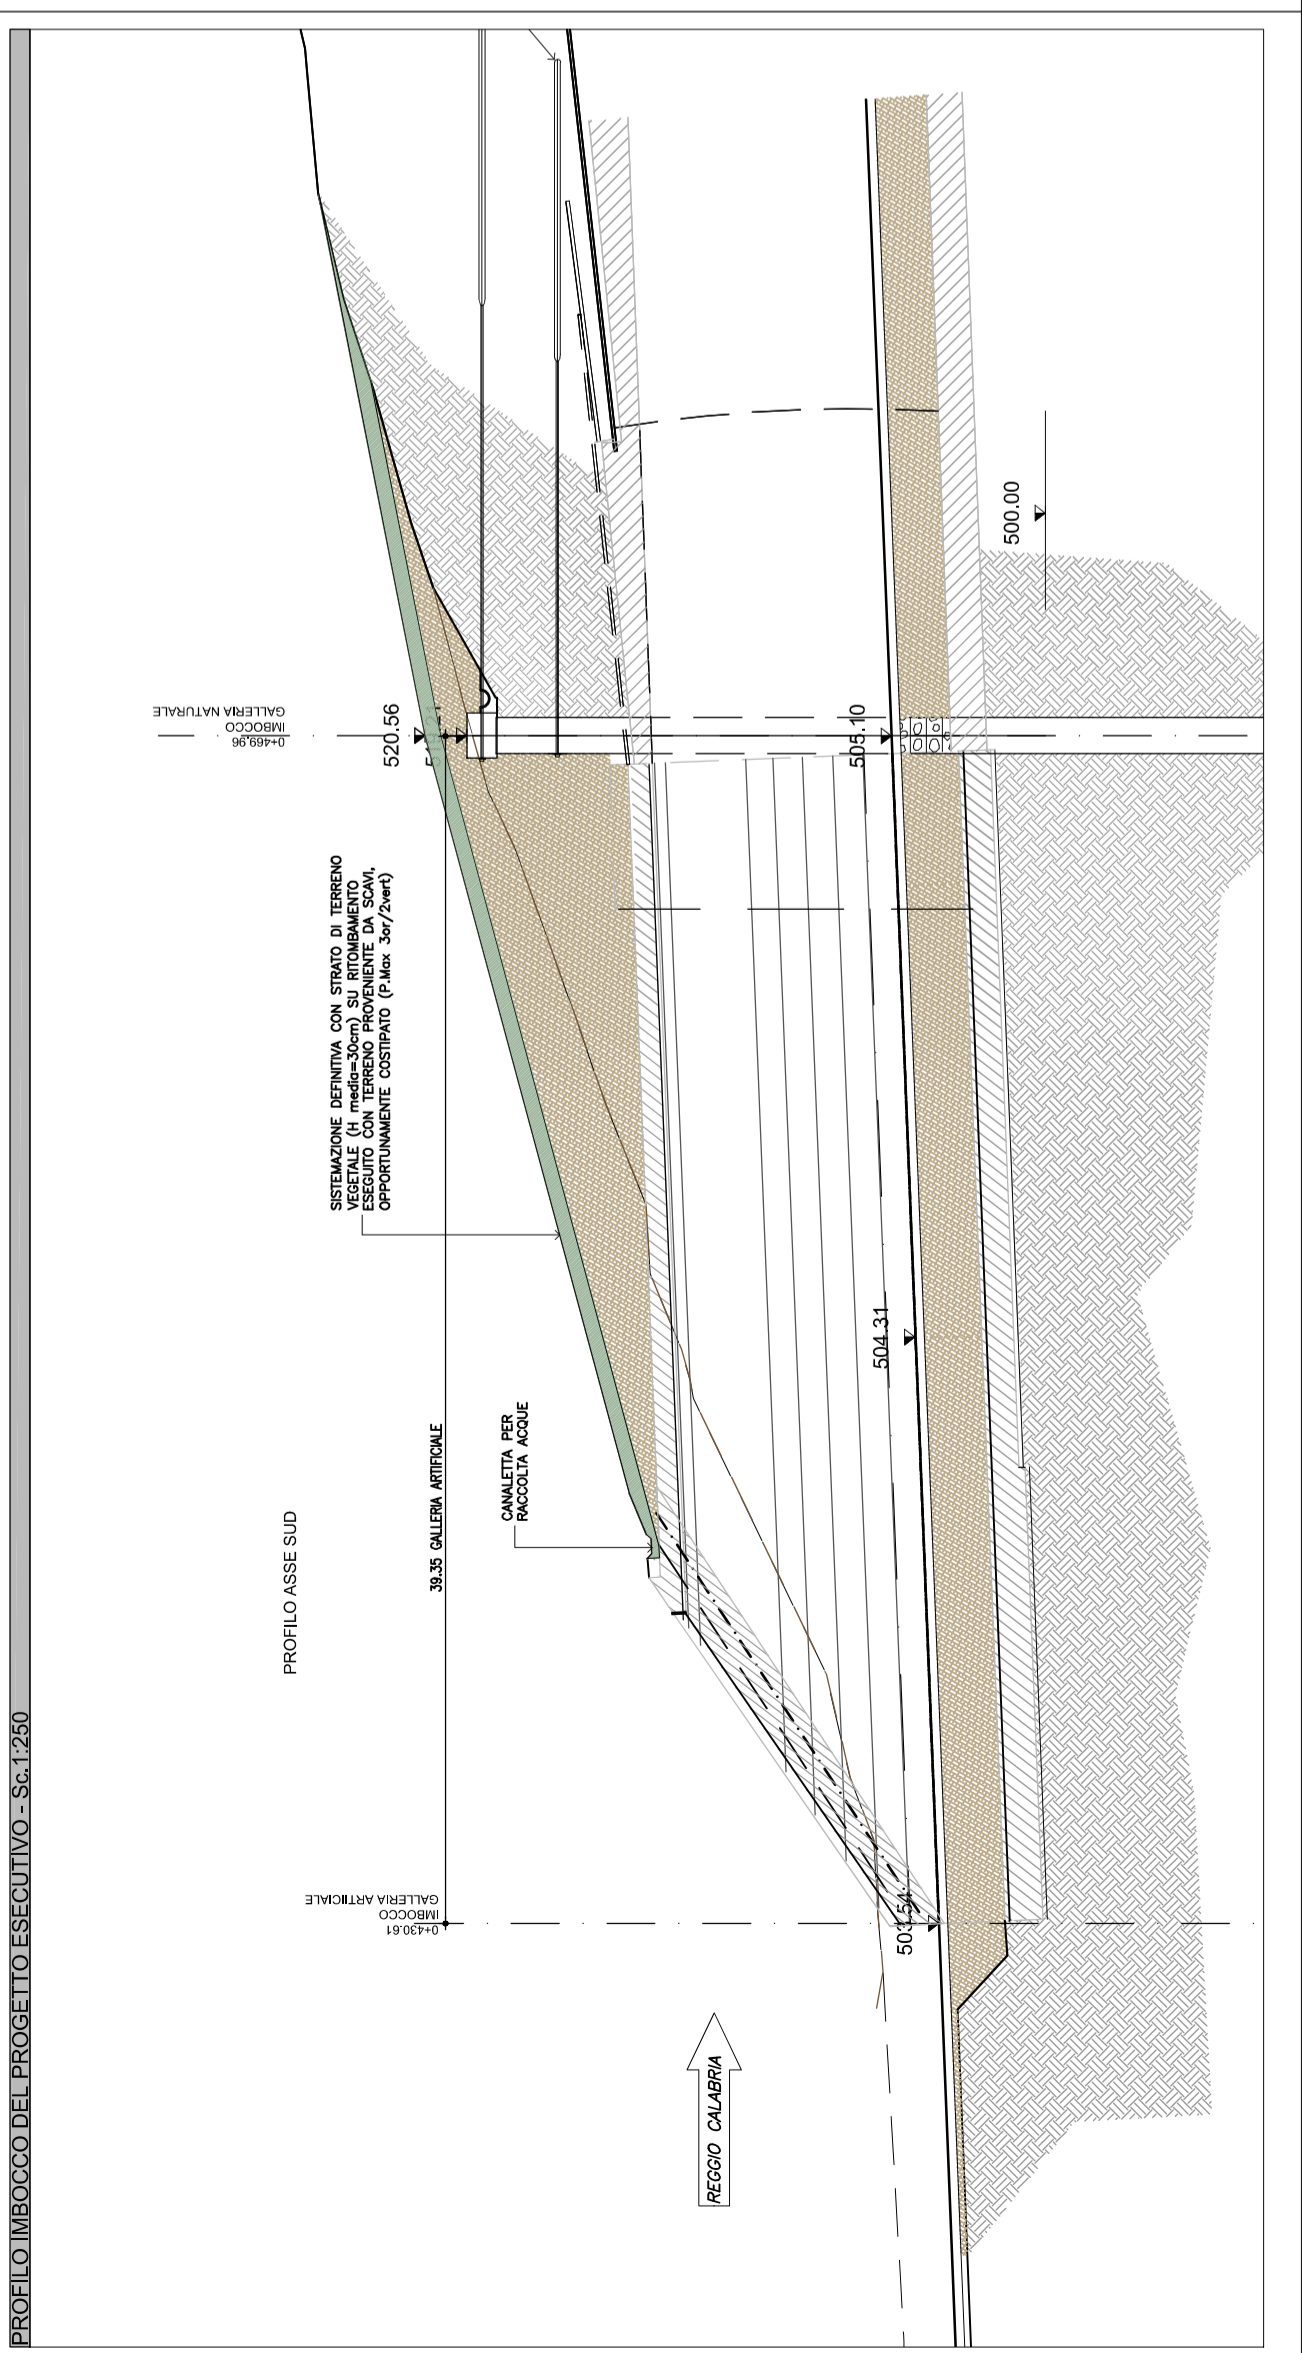 PROFILO IMBOCCO DEL PROGETTO ESECUTIVO - Sc.1:250
PROFILO ASSE SUD
0+430.61
IMBOCCO
GALLERIA ARTIICIALE
39.35 GALLERIA ARTIFICIALE
0+469.96
IMBOCCO
GALLERIA NATURALE
SISTEMAZIONE DEFINITIVA CON STRATO DI TERRENO
VEGETALE (H media=30cm) SU RITOMBAMENTO
ESEGUITO CON TERRENO PROVENIENTE DA SCAVI,
OPPORTUNAMENTE COSTIPATO (P.Max 3or/2vert)
CANALETTA PER
RACCOLTA ACQUE
520.56
505.10
504.31
503.54
500.00
REGGIO CALABRIA